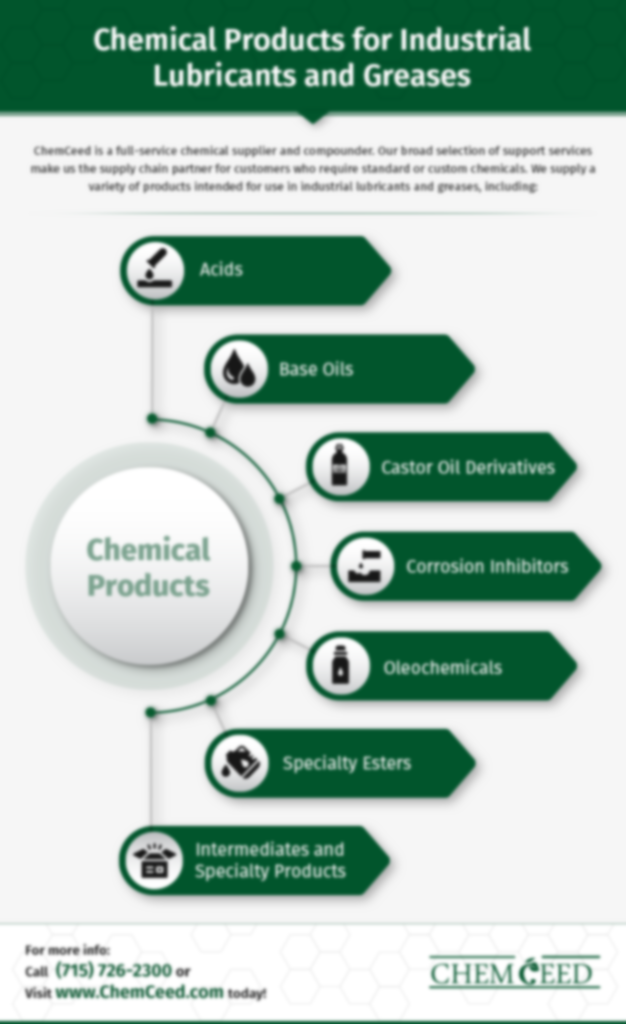 Chemical Products for Industrial
Lubricants and Greases
ChemCeed is a full-service chemical supplier and compounder. Our broad selection of support services
make us the supply chain partner for customers who require standard or custom chemicals. We supply a
variety of products intended for use in industrial lubricants and greases, including:
Acids
Base Oils
Castor Oil Derivatives
Chemical
Products
Corrosion Inhibitors
Oleochemicals
Specialty Esters
Intermediates and
Specialty Products
For more info:
Call (715) 726-2300 or
Visit www.ChemCeed.com today!
CHEMCEED